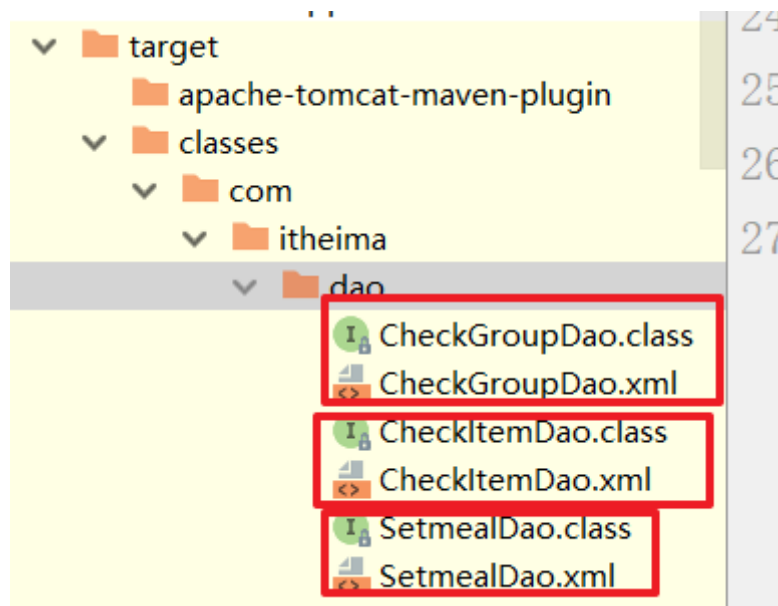 target
24
apache-tomcat-maven-plugin
25
classes
26
com
itheima
27
dao
CheckGroupDao.class
CheckGroupDao.xml
CheckItemDao.class
CheckItemDao.xml
SetmealDao.class
SetmealDao.xml